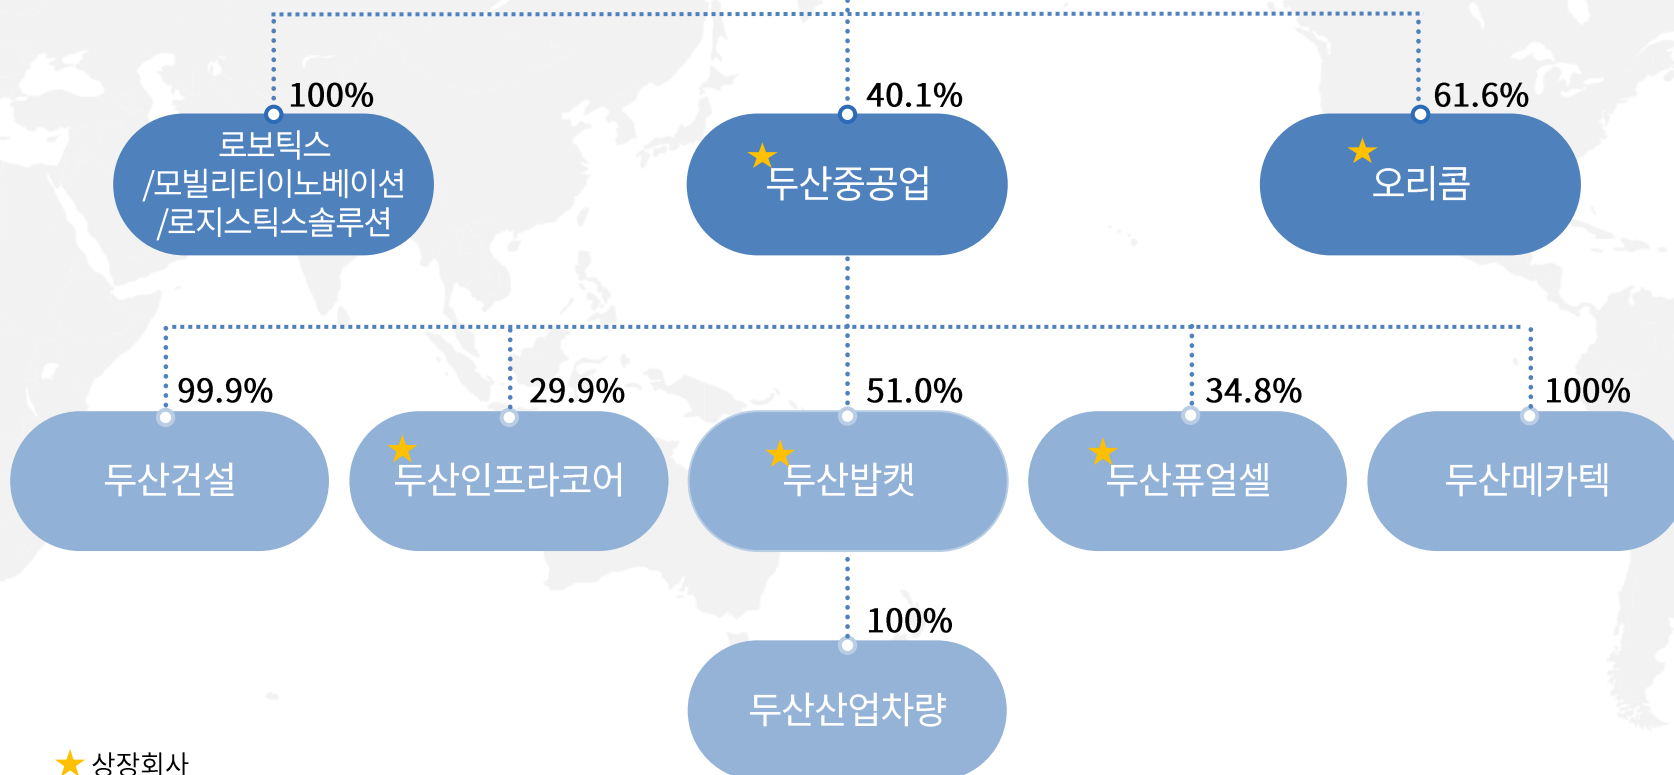 100%
40.1%
61.6%
로보틱스
/모빌리티이노베이션
/로지스틱스솔루션
두산중공업
오리콤
99.9%
29.9%
51.0%
34.8%
100%
두산건설
두산인프라코어
두산밥캣
두산퓨얼셀
두산메카텍
100%
두산산업차량
상장회사